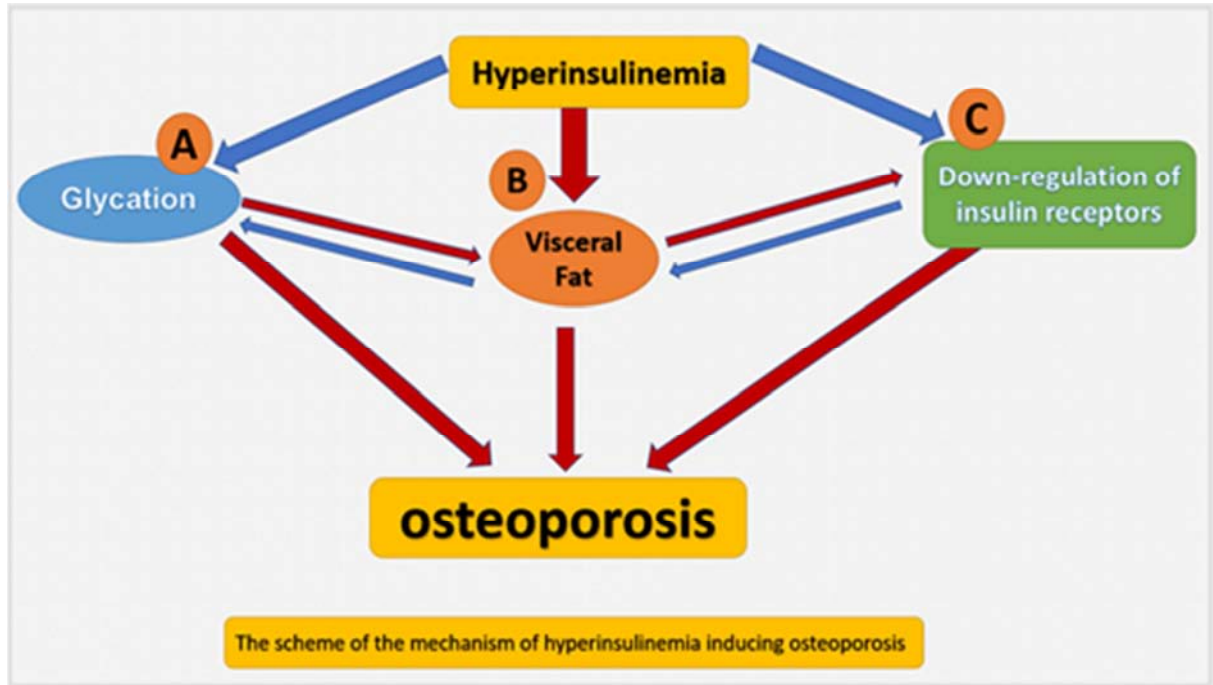 Hyperinsulinemia
A
C
B
Glycation
Down-regulation of
insulin receptors
Visceral
Fat
osteoporosis
The scheme of the mechanism of hyperinsulinemia inducing osteoporosis